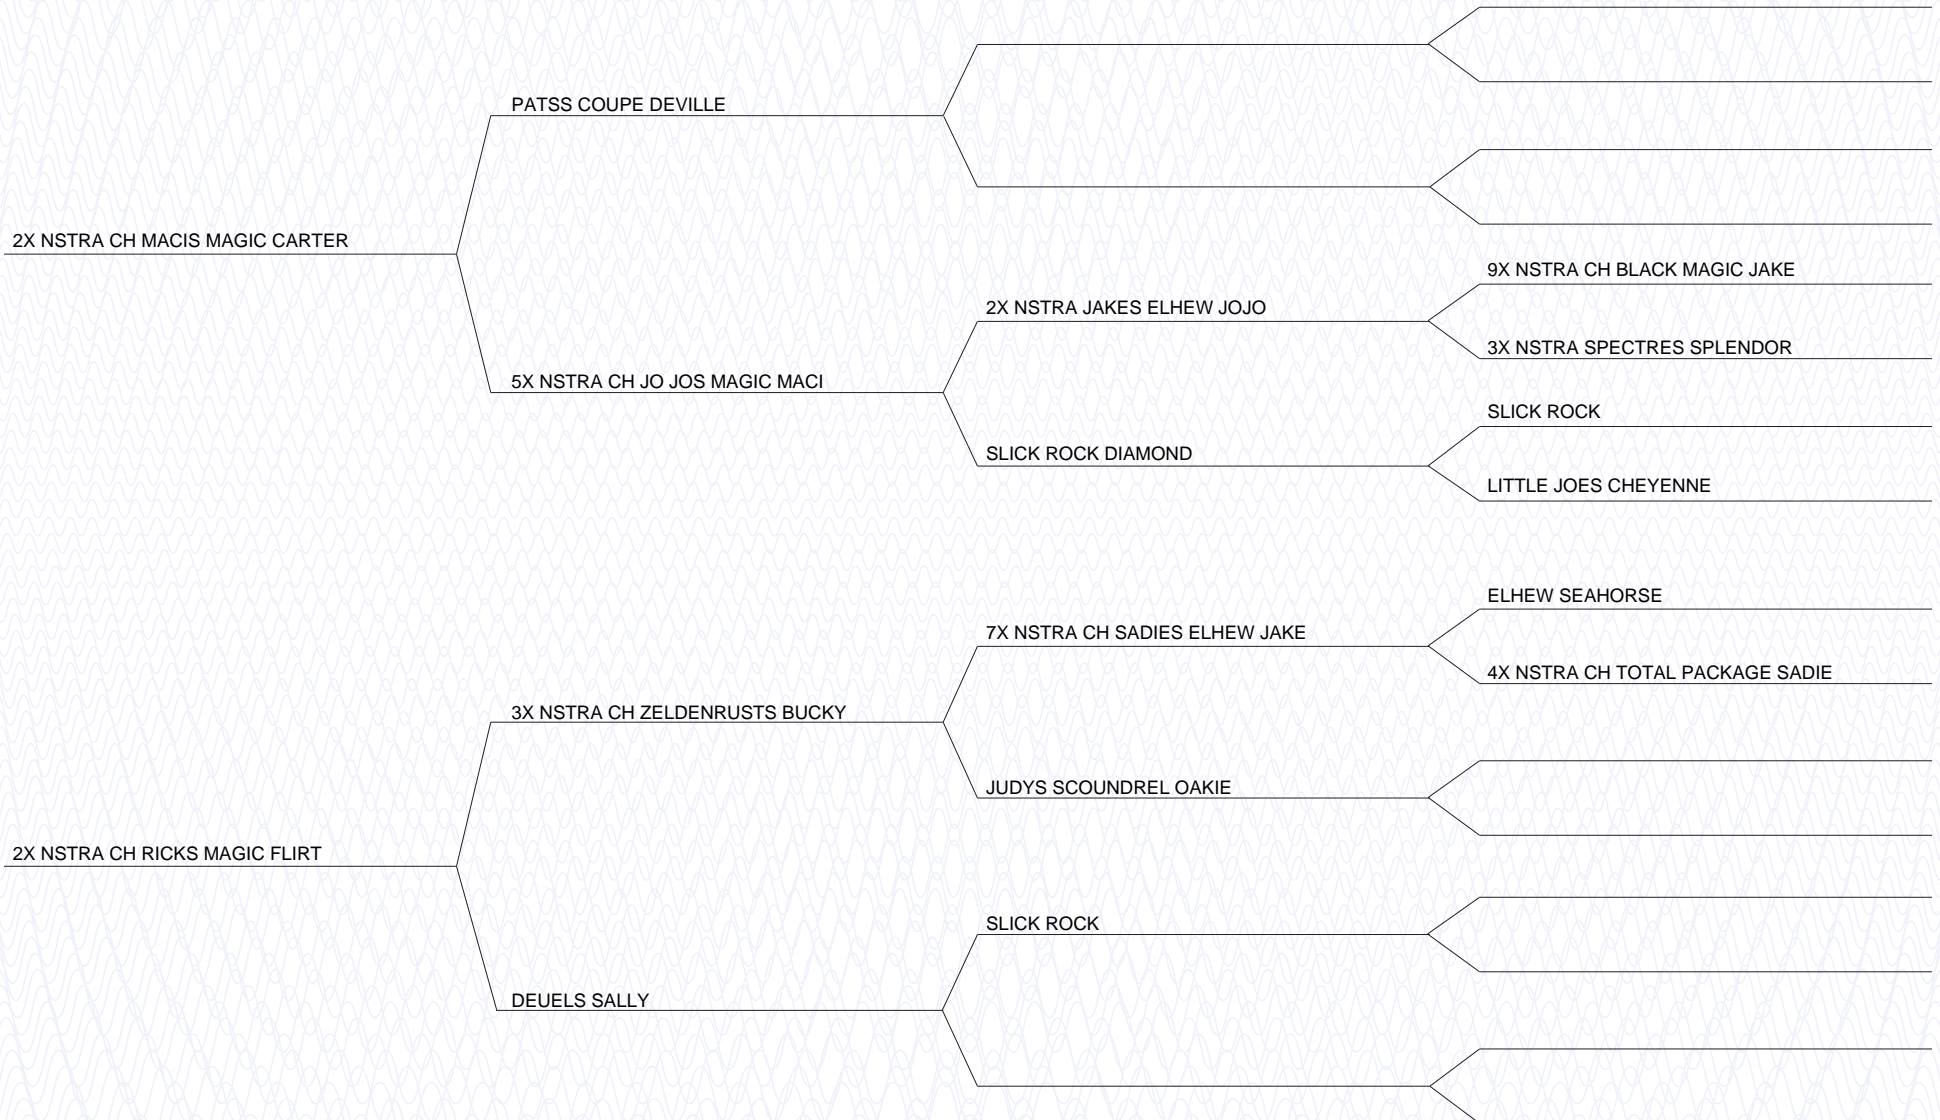 PATSS COUPE DEVILLE
2X NSTRA CH MACIS MAGIC CARTER
9X NSTRA CH BLACK MAGIC JAKE
2X NSTRA JAKES ELHEW JOJO
3X NSTRA SPECTRES SPLENDOR
5X NSTRA CH JO JOS MAGIC MACI
SLICK ROCK
SLICK ROCK DIAMOND
LITTLE JOES CHEYENNE
ELHEW SEAHORSE
7X NSTRA CH SADIES ELHEW JAKE
4X NSTRA CH TOTAL PACKAGE SADIE
3X NSTRA CH ZELDENRUSTS BUCKY
JUDYS SCOUNDREL OAKIE
2X NSTRA CH RICKS MAGIC FLIRT
SLICK ROCK
DEUELS SALLY